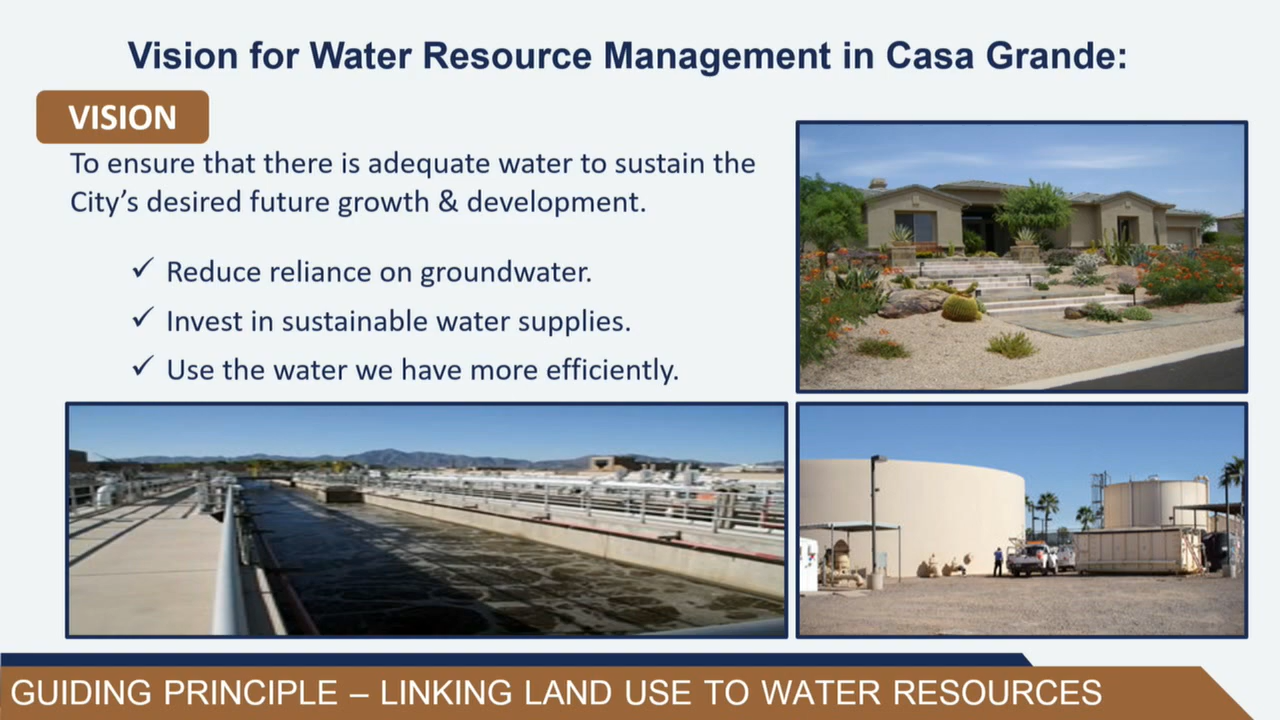 Vision for Water Resource Management in Casa Grande:
VISION
To ensure that there is adequate water to sustain the
City's desired future growth & development.
✓ Reduce reliance on groundwater.
✓ Invest in sustainable water supplies.
✓ Use the water we have more efficiently.
GUIDING PRINCIPLE – LINKING LAND USE TO WATER RESOURCES